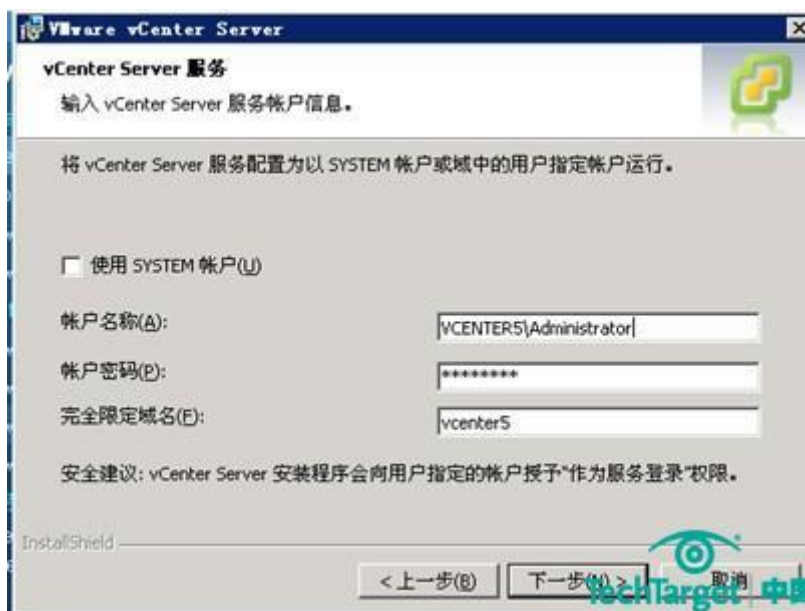 VMware vCenter Server
vCenter Server 服务
输入 vCenter Server 服务帐户信息。
将 vCenter Server 服务配置为以 SYSTEM 帐户或域中的用户指定帐户运行。
使用 SYSTEM 帐户(U)
帐户名称(A):
VCENTER5\Administrator
帐户密码(P):
********
完全限定域名(F):
vcenter5
安全建议: vCenter Server 安装程序会向用户指定的帐户授予“作为服务登录”权限。
InstallShield
< 上一步(B) 下一步(N) > 取消
TechTarget 中国